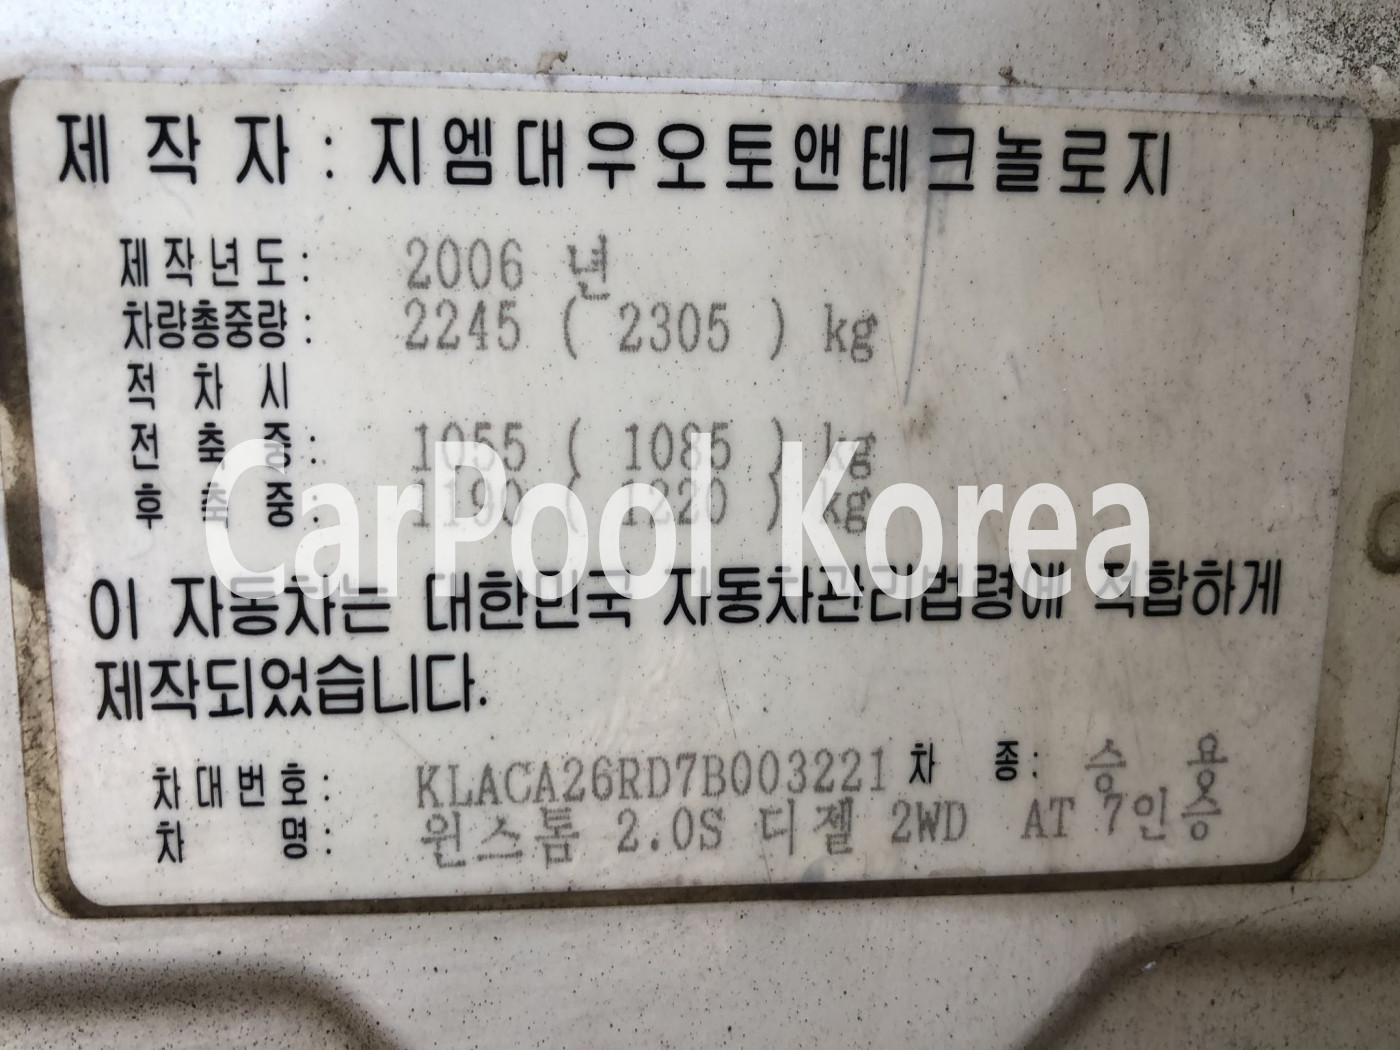 제 작 자 : 지엠대우오토앤테크놀로지
제작년도 : 2006 년
차량총중량 : 2245 ( 2305 ) kg
적 차 시
전 축 중 : 1055 ( 1085 ) kg
후 축 중 : 1190 ( 1220 ) kg
CarPool Korea
이 자동차는 대한민국 자동차관리법령에 적합하게
제작되었습니다.
차대번호 : KLACA26RD7B003221 차 종 : 승 용
차 명 : 윈스톰 2.0S 디젤 2WD AT 7인승